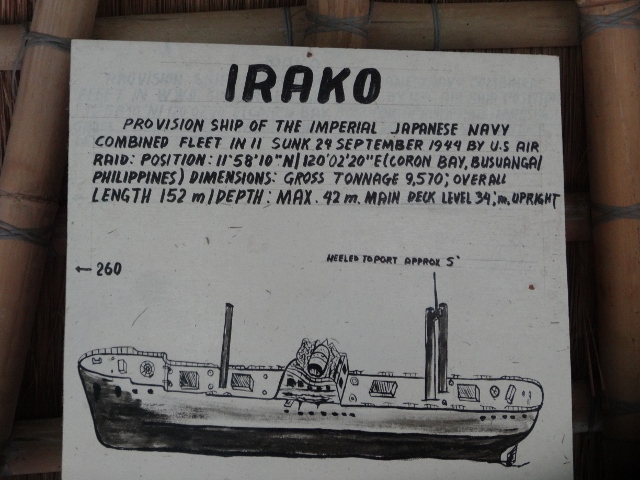 IRAKO
PROVISION SHIP OF THE IMPERIAL JAPANESE NAVY
COMBINED FLEET IN 11 SUNK 24 SEPTEMBER 1944 BY U.S AIR
RAID: POSITION: 11°58'10"N/120°02'20"E(CORON BAY, BUSUANGA/
PHILIPPINES) DIMENSIONS: GROSS TONNAGE 9,570; OVERALL
LENGTH 152 m/DEPTH: MAX. 42 m. MAIN DECK LEVEL 34; m. UPRIGHT
HEELED TO PORT APPROX 5°
← 260